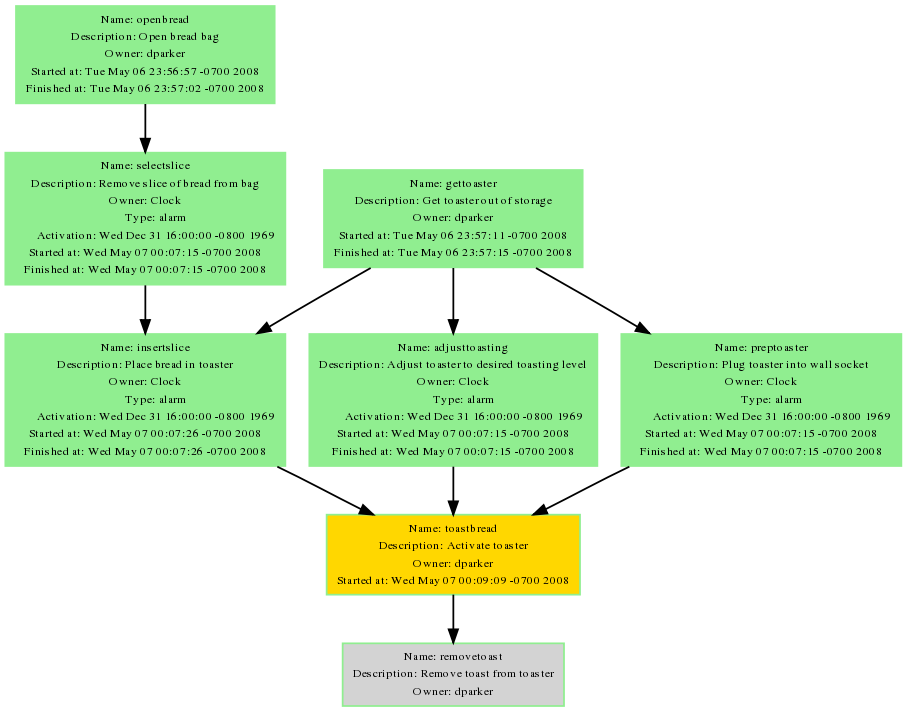 Name: openbread
Description: Open bread bag
Owner: dparker
Started at: Tue May 06 23:56:57 -0700 2008
Finished at: Tue May 06 23:57:02 -0700 2008
Name: selectslice
Description: Remove slice of bread from bag
Owner: Clock
Type: alarm
Activation: Wed Dec 31 16:00:00 -0800 1969
Started at: Wed May 07 00:07:15 -0700 2008
Finished at: Wed May 07 00:07:15 -0700 2008
Name: gettoaster
Description: Get toaster out of storage
Owner: dparker
Started at: Tue May 06 23:57:11 -0700 2008
Finished at: Tue May 06 23:57:15 -0700 2008
Name: insertslice
Description: Place bread in toaster
Owner: Clock
Type: alarm
Activation: Wed Dec 31 16:00:00 -0800 1969
Started at: Wed May 07 00:07:26 -0700 2008
Finished at: Wed May 07 00:07:26 -0700 2008
Name: adjusttoasting
Description: Adjust toaster to desired toasting level
Owner: Clock
Type: alarm
Activation: Wed Dec 31 16:00:00 -0800 1969
Started at: Wed May 07 00:07:15 -0700 2008
Finished at: Wed May 07 00:07:15 -0700 2008
Name: preptoaster
Description: Plug toaster into wall socket
Owner: Clock
Type: alarm
Activation: Wed Dec 31 16:00:00 -0800 1969
Started at: Wed May 07 00:07:15 -0700 2008
Finished at: Wed May 07 00:07:15 -0700 2008
Name: toastbread
Description: Activate toaster
Owner: dparker
Started at: Wed May 07 00:09:09 -0700 2008
Name: removetoast
Description: Remove toast from toaster
Owner: dparker